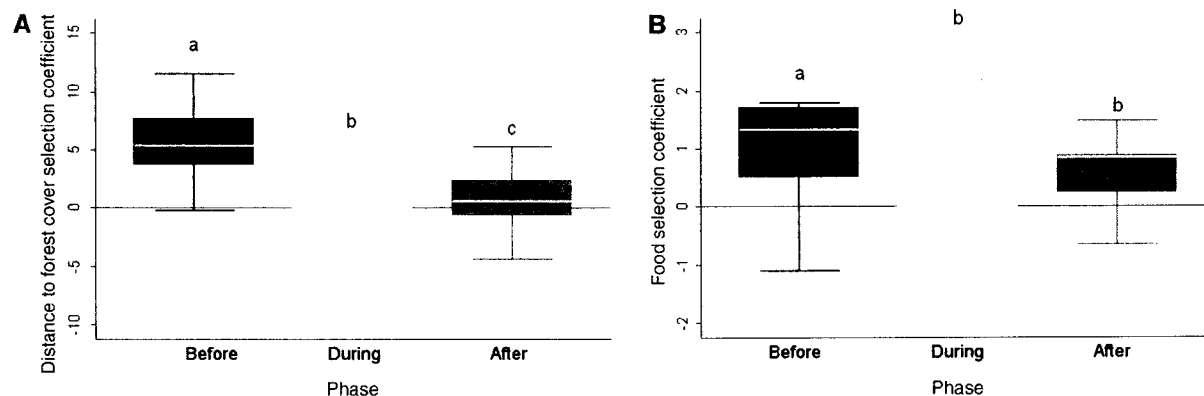 A
Distance to forest cover selection coefficient
15
10
5
0
-5
-10
a
b
c
Before During After
Phase
B
Food selection coefficient
3
2
1
0
-1
-2
a
b
b
Before During After
Phase